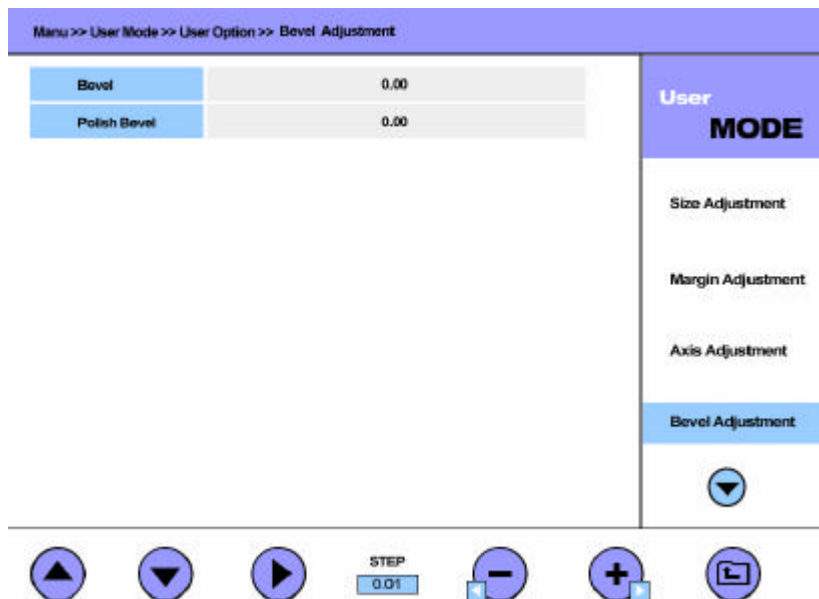 Manu >> User Mode >> User Option >> Bevel Adjustment
Bevel 0.00
Polish Bevel 0.00
User
MODE
Size Adjustment
Margin Adjustment
Axis Adjustment
Bevel Adjustment
STEP
0.01